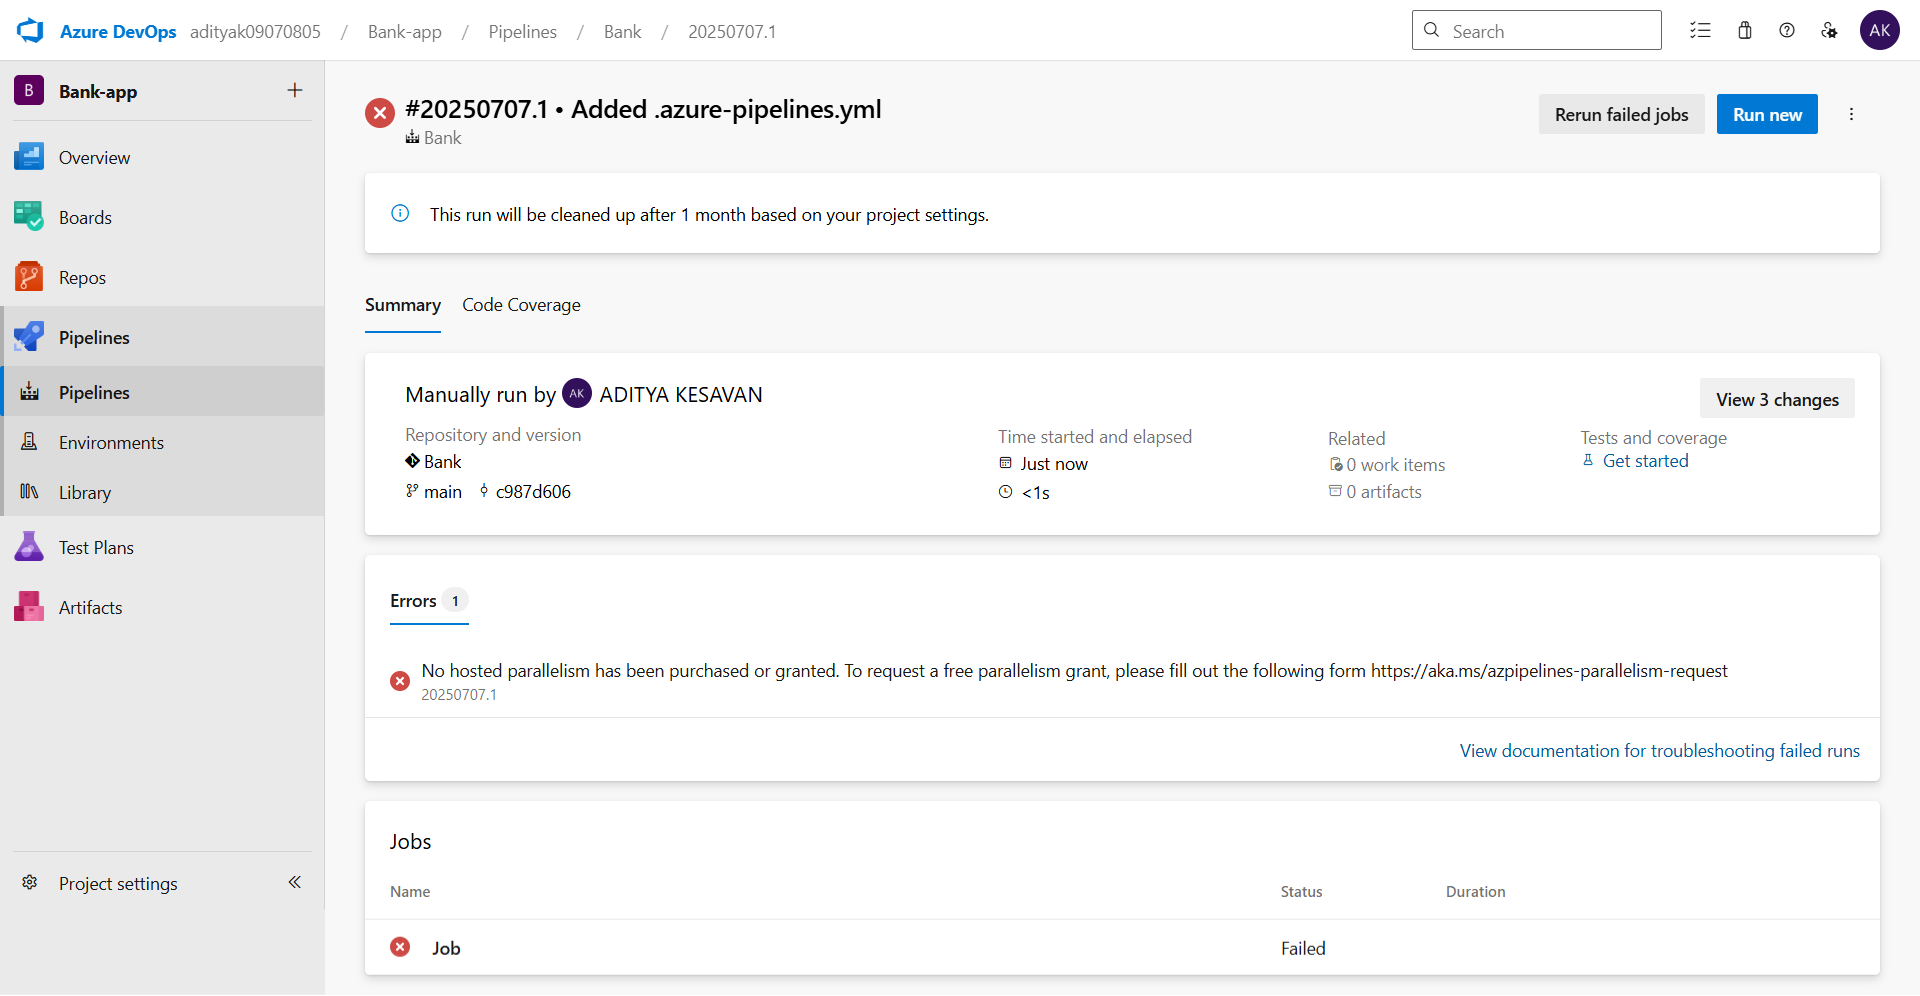 Azure DevOps adityak09070805 / Bank-app / Pipelines / Bank / 20250707.1
Search
AK
B Bank-app
Overview
Boards
Repos
Pipelines
Pipelines
Environments
Library
Test Plans
Artifacts
Project settings
#20250707.1 • Added .azure-pipelines.yml
Bank
Rerun failed jobs
Run new
This run will be cleaned up after 1 month based on your project settings.
Summary Code Coverage
Manually run by AK ADITYA KESAVAN
View 3 changes
Repository and version
Bank
main c987d606
Time started and elapsed
Just now
<1s
Related
0 work items
0 artifacts
Tests and coverage
Get started
Errors 1
No hosted parallelism has been purchased or granted. To request a free parallelism grant, please fill out the following form https://aka.ms/azpipelines-parallelism-request
20250707.1
View documentation for troubleshooting failed runs
Jobs
Name Status Duration
Job Failed